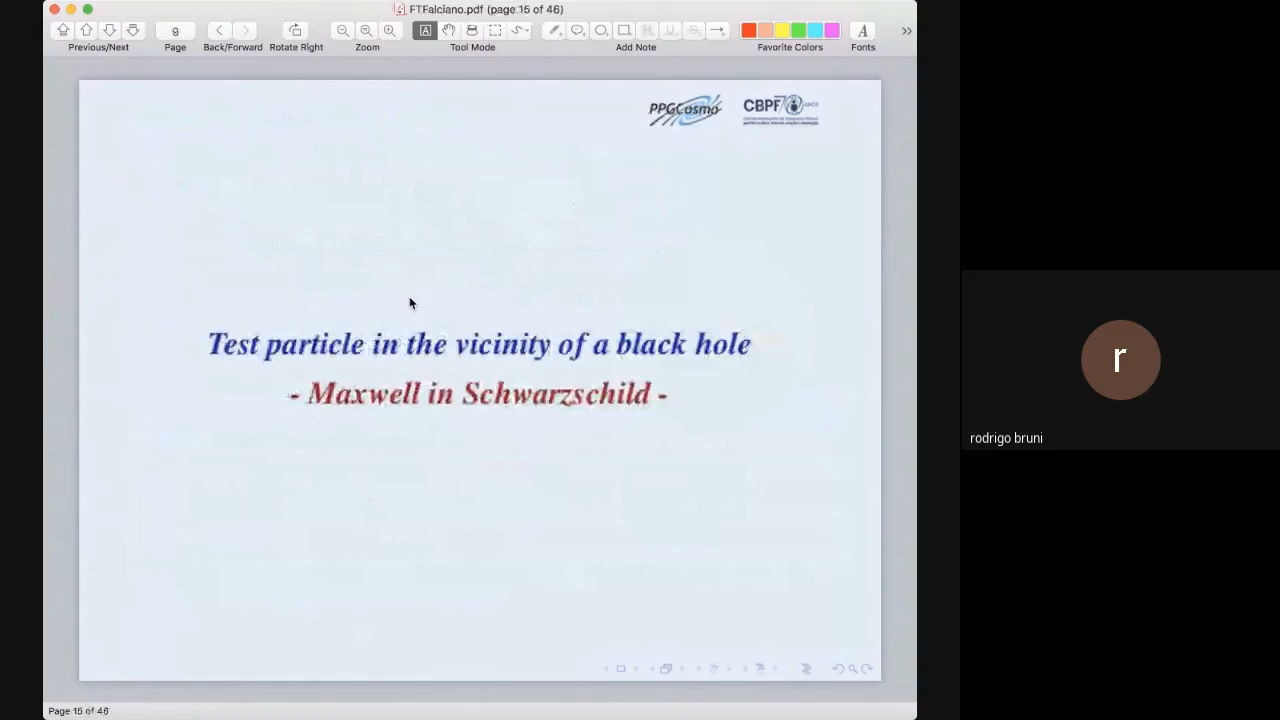 FTFalciano.pdf (page 15 of 46)
Previous/Next
Page
Back/Forward
Rotate Right
Zoom
Tool Mode
Add Note
Favorite Colors
Fonts
PPGCosmo
CBPF
Test particle in the vicinity of a black hole
- Maxwell in Schwarzschild -
r
rodrigo bruni
Page 15 of 46